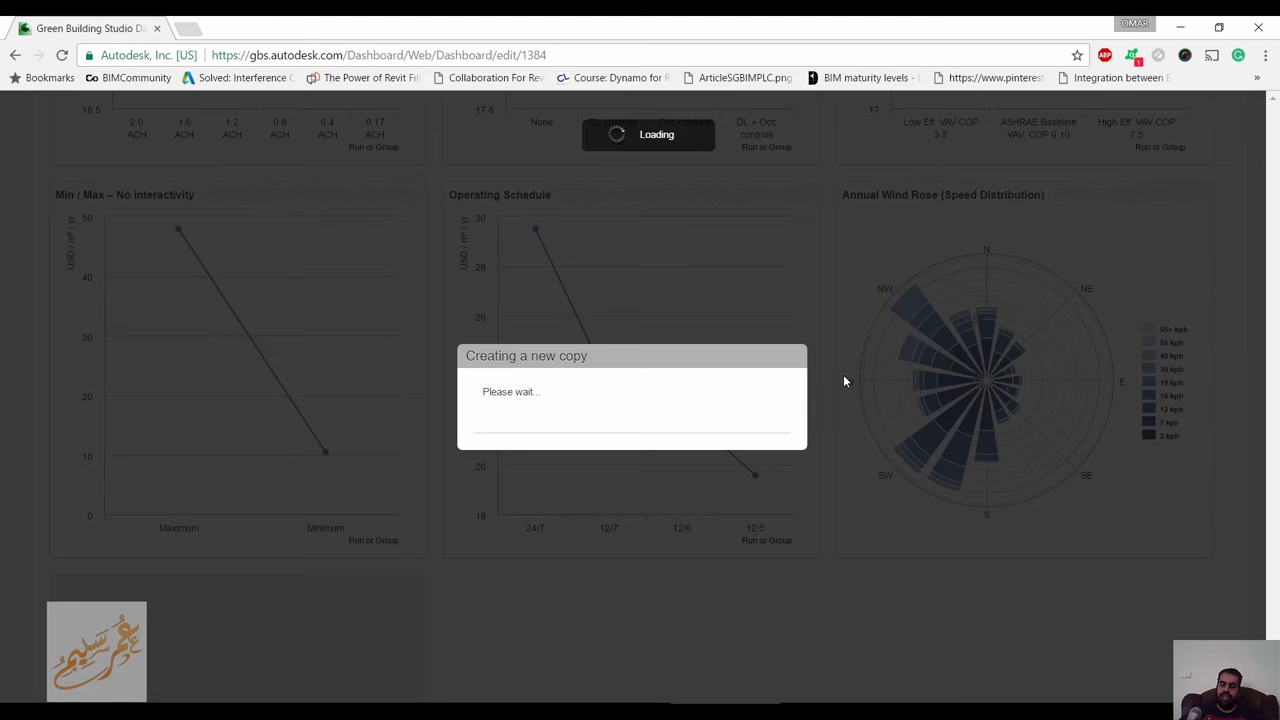 Green Building Studio Da
OMAR
Autodesk, Inc. [US]
https://gbs.autodesk.com/Dashboard/Web/Dashboard/edit/1384
ABP
1
Bookmarks
BIMCommunity
Solved: Interference C
The Power of Revit Fil
Collaboration For Rev
Course: Dynamo for R
ArticleSGBIMPLC.png
BIM maturity levels -
https://www.pinterest
Integration between B
18.5
2.0 ACH
1.6 ACH
1.2 ACH
0.8 ACH
0.4 ACH
0.17 ACH
Run or Group
17.6
None
DL + Occ controls
Run or Group
17
Low Eff. VAV COP 3.5
ASHRAE Baseline VAV, COP 6.10
High Eff. VAV COP 7.5
Run or Group
Loading
Min / Max – No Interactivity
USD / m² / yr
50
40
30
20
10
0
Maximum
Minimum
Run or Group
Operating Schedule
USD / m² / yr
30
28
26
20
16
24/7
12/7
12/6
12/5
Run or Group
Annual Wind Rose (Speed Distribution)
N
NE
E
SE
S
SW
NW
55+ kph
55 kph
40 kph
30 kph
19 kph
16 kph
12 kph
7 kph
2 kph
Creating a new copy
Please wait...
عمر سليم